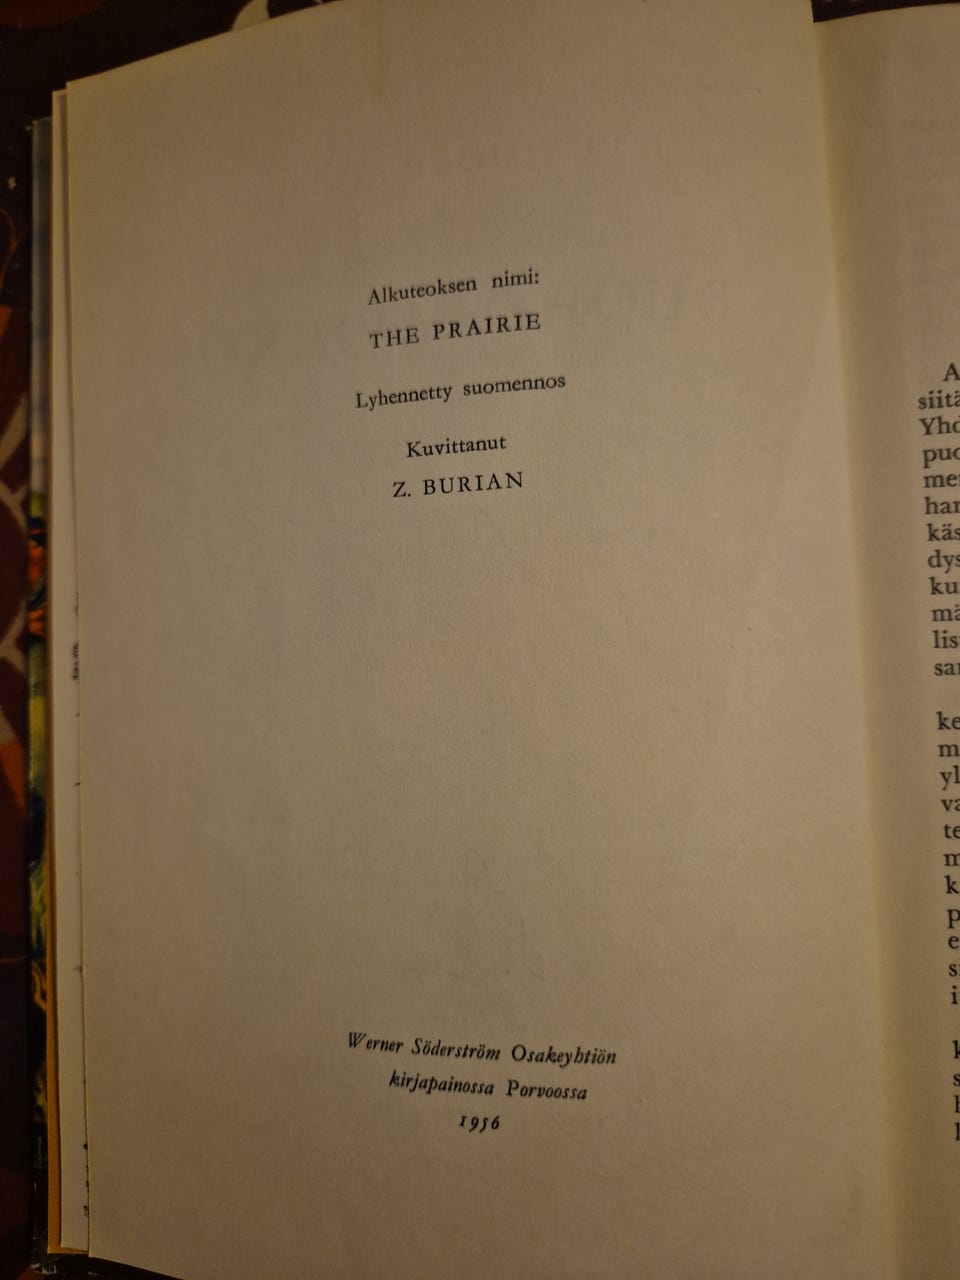 Alkuteoksen nimi:
THE PRAIRIE
Lyhennetty suomennos
Kuvittanut
Z. BURIAN
Werner Söderström Osakeyhtiön
kirjapainossa Porvoossa
1956